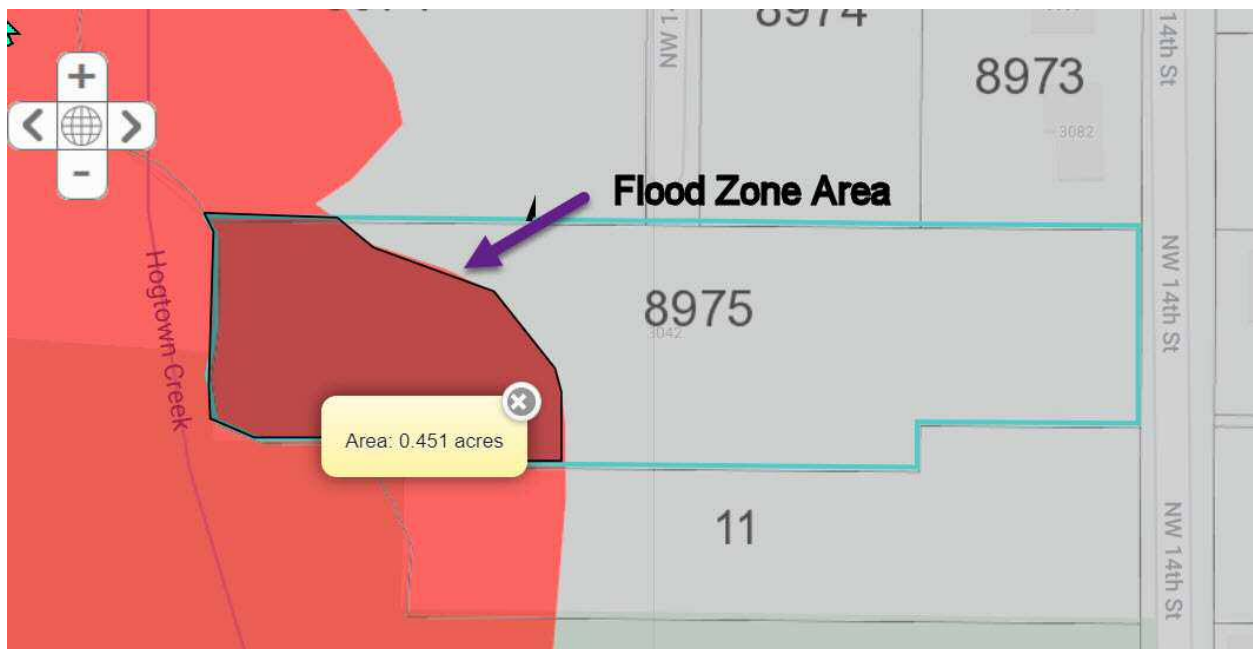 8974
NW 1
14th St
8973
3082
+
-
Flood Zone Area
Hogtown Creek
8975
3042
NW 14th St
Area: 0.451 acres
11
NW 14th St